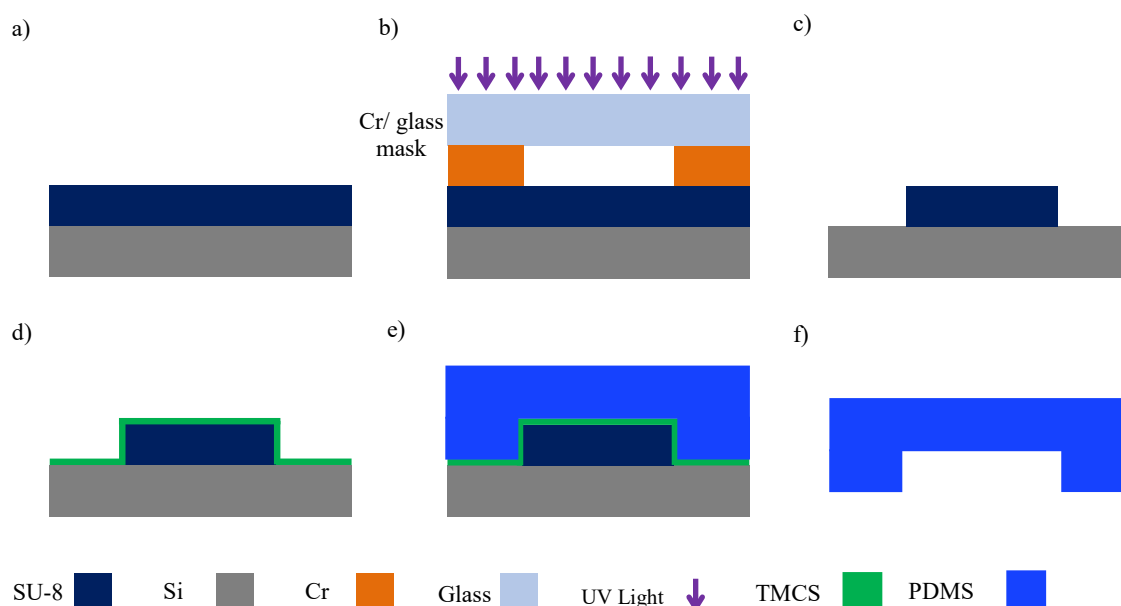 a)
b)
c)
Cr/ glass
mask
d)
e)
f)
SU-8
Si
Cr
Glass
UV Light
TMCS
PDMS